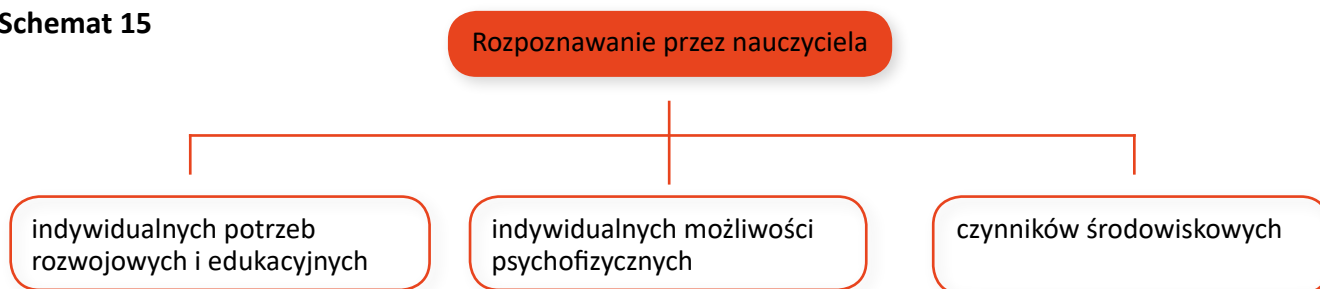 Schemat 15
Rozpoznawanie przez nauczyciela
indywidualnych potrzeb
rozwojowych i edukacyjnych
indywidualnych możliwości
psychofizycznych
czynników środowiskowych